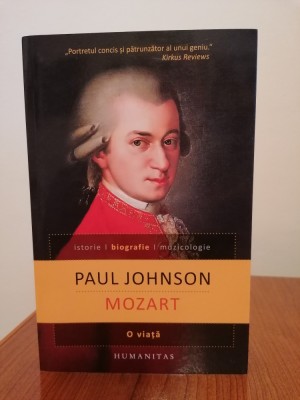 „Portretul concis și pătrunzător al unui geniu.”
Kirkus Reviews
istorie | biografie | muzicologie
PAUL JOHNSON
MOZART
O viață
HUMANITAS